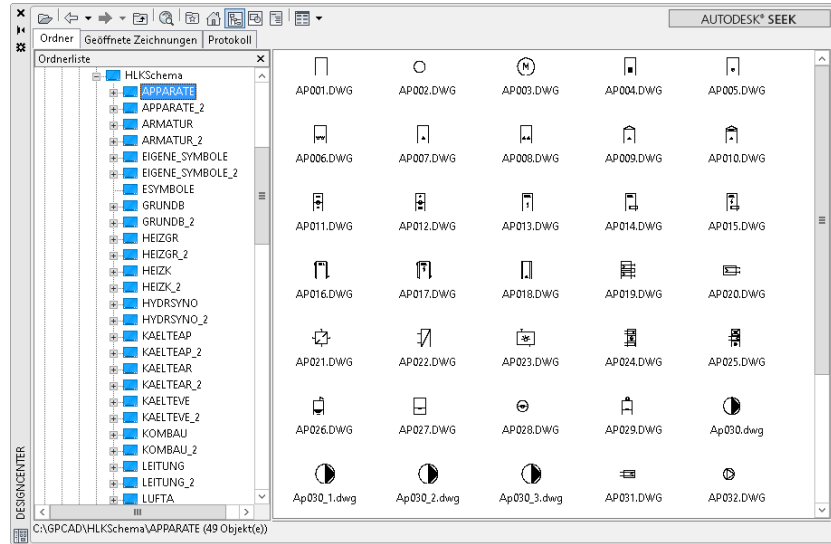 AUTODESK® SEEK
Ordner Geöffnete Zeichnungen Protokoll
Ordnerliste
HLKSchema
APPARATE
APPARATE_2
ARMATUR
ARMATUR_2
EIGENE_SYMBOLE
EIGENE_SYMBOLE_2
ESYMBOLE
GRUNDB
GRUNDB_2
HEIZGR
HEIZGR_2
HEIZK
HEIZK_2
HYDRSYNO
HYDRSYNO_2
KAELTEAP
KAELTEAP_2
KAELTEAR
KAELTEAR_2
KAELTEVE
KAELTEVE_2
KOMBAU
KOMBAU_2
LEITUNG
LEITUNG_2
LUFTA
M
AP001.DWG AP002.DWG AP003.DWG AP004.DWG AP005.DWG
AP006.DWG AP007.DWG AP008.DWG AP009.DWG AP010.DWG
AP011.DWG AP012.DWG AP013.DWG AP014.DWG AP015.DWG
AP016.DWG AP017.DWG AP018.DWG AP019.DWG AP020.DWG
AP021.DWG AP022.DWG AP023.DWG AP024.DWG AP025.DWG
AP026.DWG AP027.DWG AP028.DWG AP029.DWG Ap030.dwg
Ap030_1.dwg Ap030_2.dwg Ap030_3.dwg AP031.DWG AP032.DWG
DESIGNCENTER
C:\GPCAD\HLKSchema\APPARATE (49 Objekt(e))